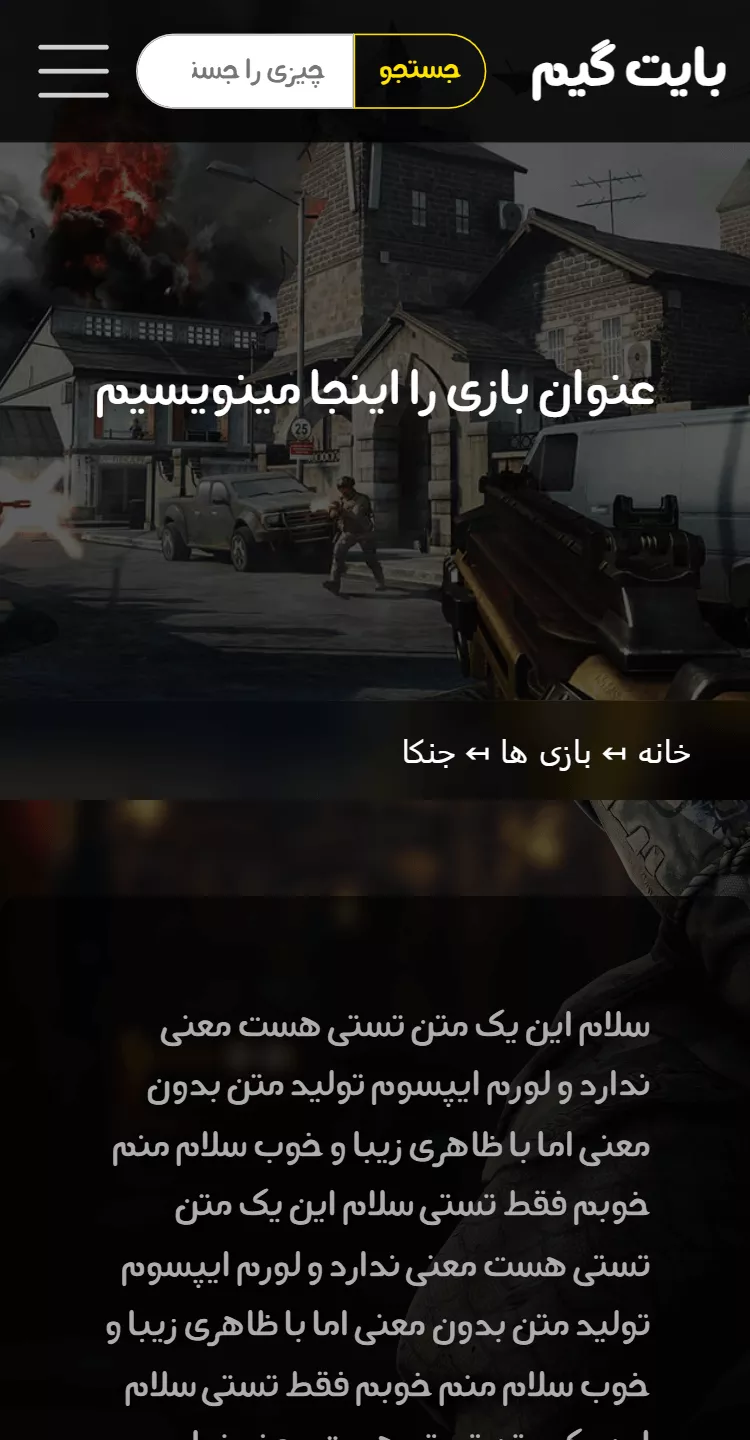 بایت گیم
جستجو
چیزی را جست
عنوان بازی را اینجا مینویسیم
25
خانه ↤ بازی ها ↤ جنکا
سلام این یک متن تستی هست معنی
ندارد و لورم ایپسوم تولید متن بدون
معنی اما با ظاهری زیبا و خوب سلام منم
خوبم فقط تستی سلام این یک متن
تستی هست معنی ندارد و لورم ایپسوم
تولید متن بدون معنی اما با ظاهری زیبا و
خوب سلام منم خوبم فقط تستی سلام